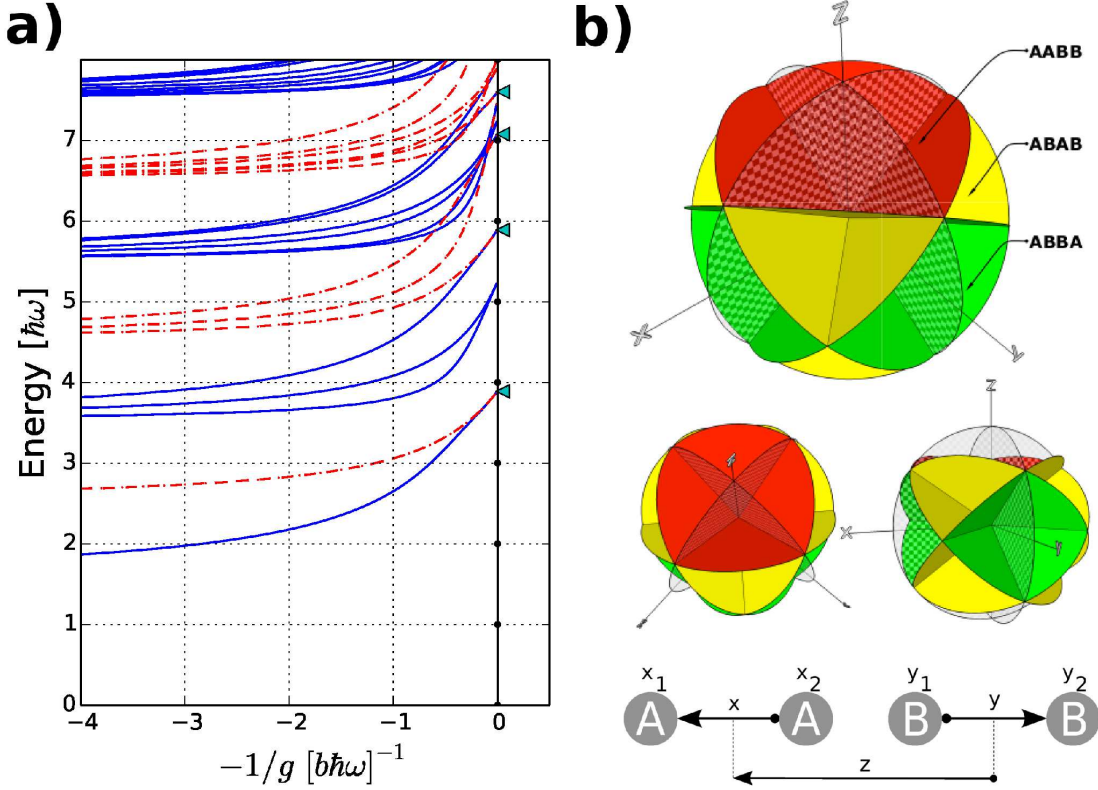 a)
Energy [ħω]
7
6
5
4
3
2
1
0
−4
−3
−2
−1
0
−1/g [bħω]⁻¹
b)
Z
X
Y
AABB
ABAB
ABBA
X
Z
x₁
x₂
y₁
y₂
A
x
A
B
y
B
z